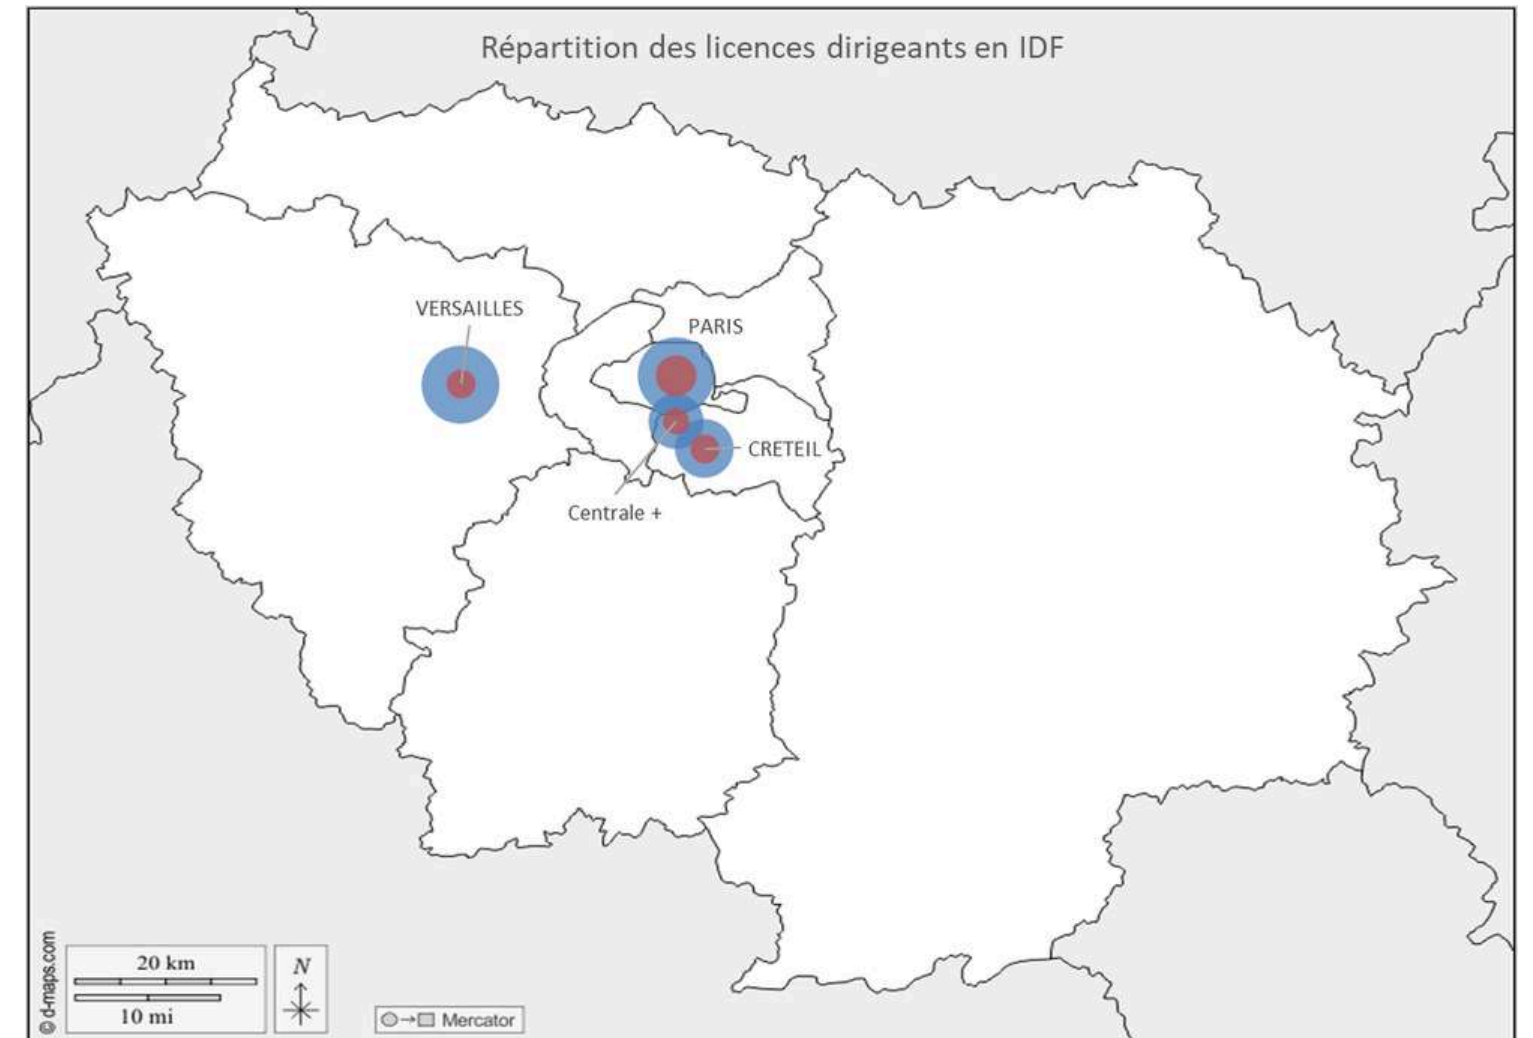 Répartition des licences dirigeants en IDF
VERSAILLES
PARIS
CRETEIL
Centrale +
© d-maps.com
20 km
10 mi
N
Mercator